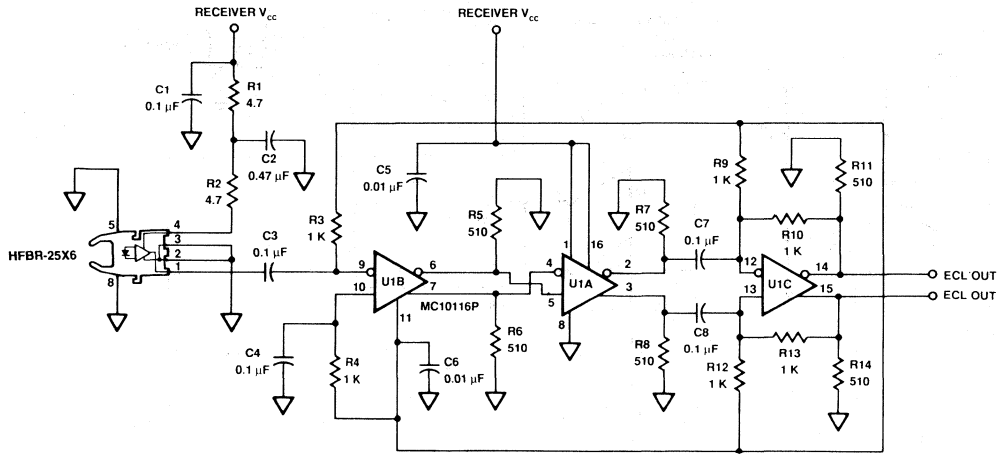 RECEIVER Vcc
RECEIVER Vcc
C1
0.1 µF
R1
4.7
C2
0.47 µF
R2
4.7
HFBR-25X6
5
4
3
2
1
8
C3
0.1 µF
R3
1 K
C5
0.01 µF
R5
510
9
10
U1B
6
7
11
MC10116P
C4
0.1 µF
R4
1 K
C6
0.01 µF
R6
510
1
16
4
5
U1A
2
3
8
R7
510
C7
0.1 µF
R8
510
C8
0.1 µF
R9
1 K
R10
1 K
R11
510
12
13
U1C
14
15
ECL OUT
ECL OUT
R12
1 K
R13
1 K
R14
510